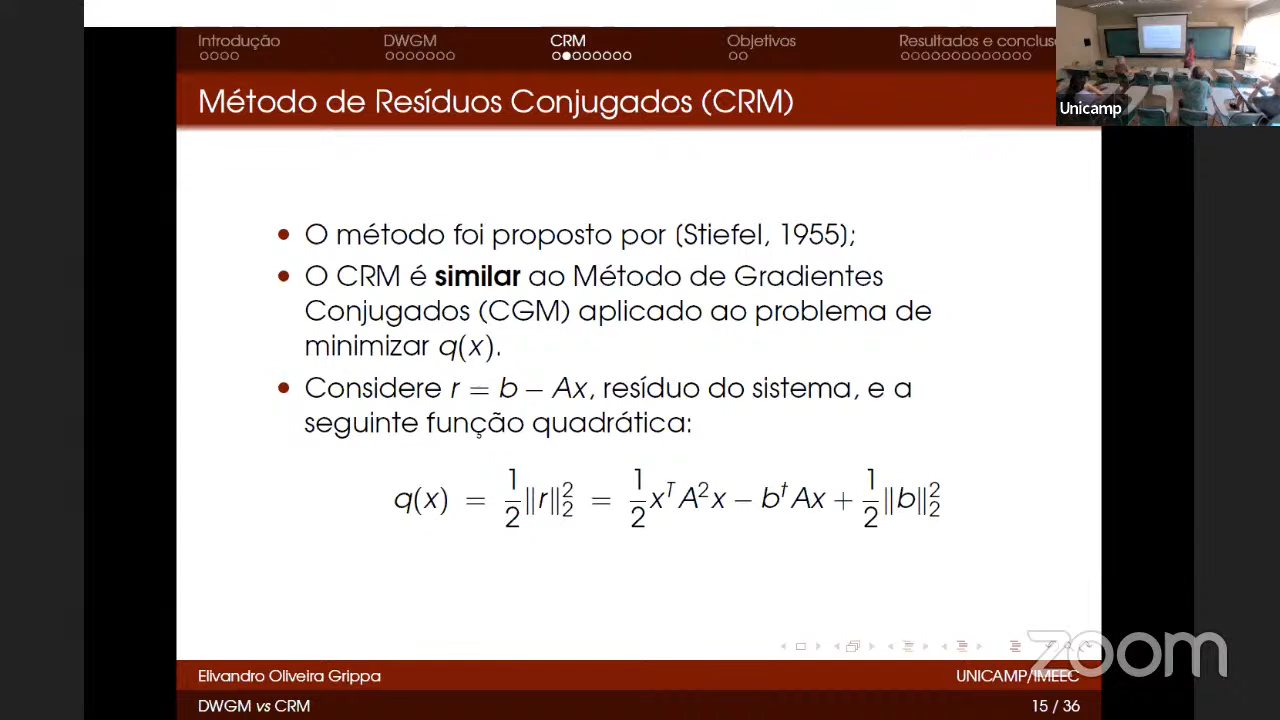 Introdução DWGM CRM Objetivos Resultados e conclus
Unicamp
Método de Resíduos Conjugados (CRM)
• O método foi proposto por (Stiefel, 1955);
• O CRM é similar ao Método de Gradientes
Conjugados (CGM) aplicado ao problema de
minimizar q(x).
• Considere r = b − Ax, resíduo do sistema, e a
seguinte função quadrática:
q(x) = 1/2 ‖r‖₂² = 1/2 xᵀA²x − b†Ax + 1/2 ‖b‖₂²
zoom
Elivandro Oliveira Grippa UNICAMP/IMEEC
DWGM vs CRM 15 / 36